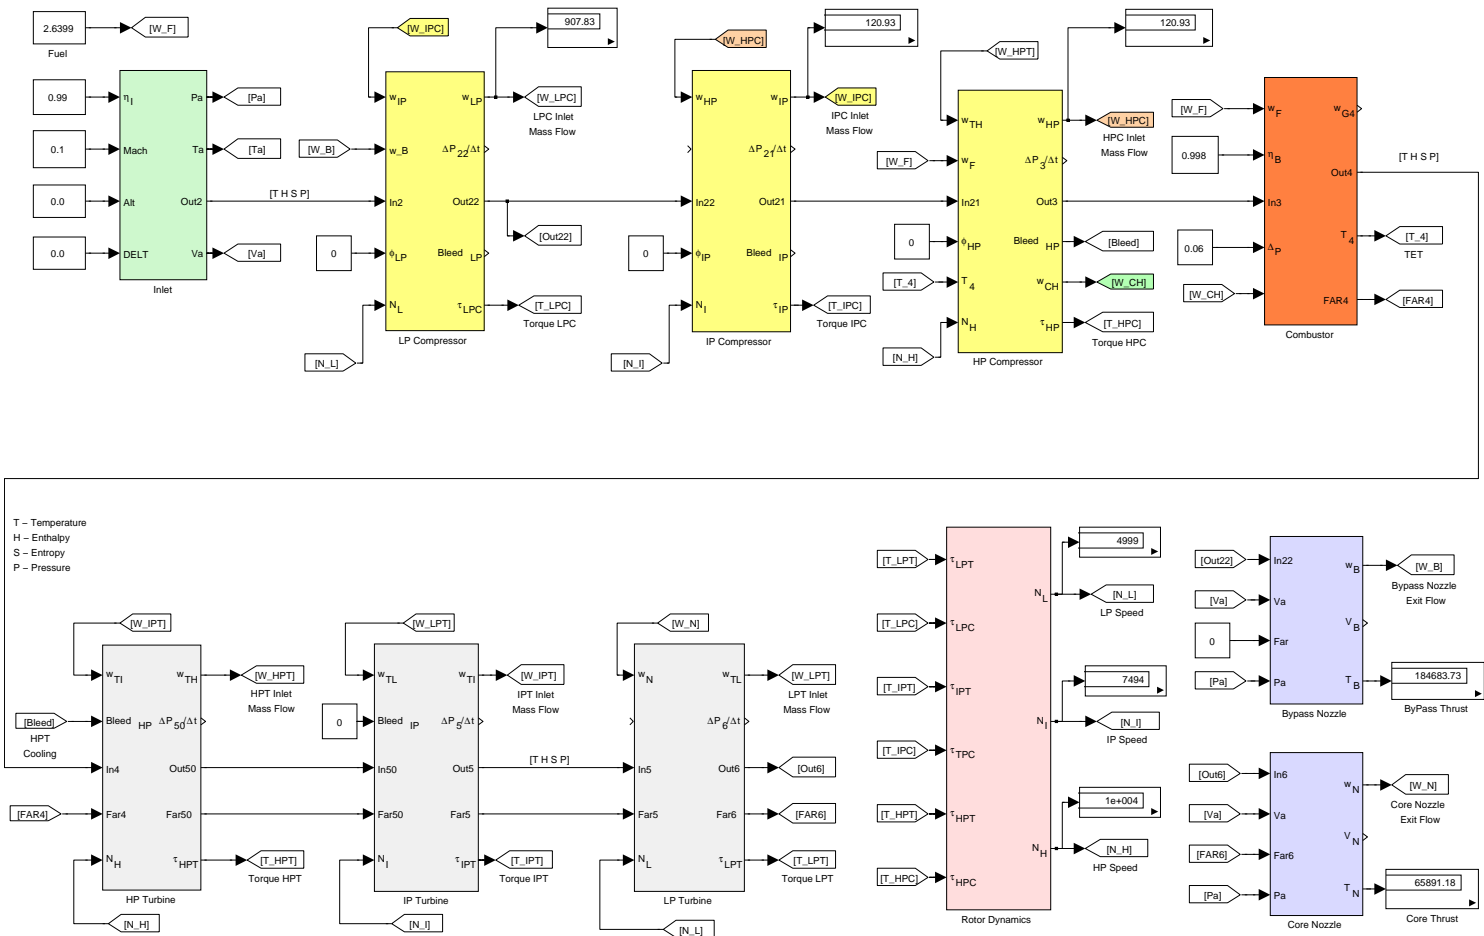 2.6399
[W_F]
Fuel
[W_IPC]
907.83
[W_HPC]
120.93
[W_HPT]
120.93
0.99
η_I
Pa
[Pa]
0.1
Mach
Ta
[Ta]
0.0
Alt
Out2
[T H S P]
0.0
DELT
Va
[Va]
Inlet
w_IP
w_LP
[W_LPC]
LPC Inlet
Mass Flow
[W_B]
w_B
ΔP_22/Δt
In2
Out22
[Out22]
0
ϕ_LP
Bleed_LP
N_L
τ_LPC
[T_LPC]
Torque LPC
LP Compressor
[N_L]
w_HP
w_IP
[W_IPC]
IPC Inlet
Mass Flow
ΔP_21/Δt
In22
Out21
0
ϕ_IP
Bleed_IP
N_I
τ_IP
[T_IPC]
Torque IPC
IP Compressor
[N_I]
w_TH
w_HP
[W_HPC]
HPC Inlet
Mass Flow
[W_F]
w_F
ΔP_3/Δt
In21
Out3
0
ϕ_HP
Bleed_HP
[Bleed]
[T_4]
T_4
w_CH
[W_CH]
N_H
τ_HP
[T_HPC]
Torque HPC
[N_H]
HP Compressor
[W_F]
w_F
w_G4
0.998
η_B
[T H S P]
Out4
In3
0.06
Δ_P
T_4
[T_4]
TET
[W_CH]
FAR4
[FAR4]
Combustor
T – Temperature
H – Enthalpy
S – Entropy
P – Pressure
[W_IPT]
w_TI
w_TH
[W_HPT]
HPT Inlet
Mass Flow
[Bleed]
HPT
Cooling
Bleed_HP
ΔP_50/Δt
In4
Out50
[FAR4]
Far4
Far50
N_H
τ_HPT
[T_HPT]
Torque HPT
HP Turbine
[N_H]
[W_LPT]
w_TL
w_TI
[W_IPT]
IPT Inlet
Mass Flow
0
Bleed_IP
ΔP_5/Δt
In50
Out5
[T H S P]
Far50
Far5
N_I
τ_IPT
[T_IPT]
Torque IPT
IP Turbine
[N_I]
[W_N]
w_N
w_TL
[W_LPT]
LPT Inlet
Mass Flow
ΔP_6/Δt
In5
Out6
[Out6]
Far5
Far6
[FAR6]
N_L
τ_LPT
[T_LPT]
Torque LPT
LP Turbine
[N_L]
[T_LPT]
τ_LPT
4999
N_L
[N_L]
LP Speed
[T_LPC]
τ_LPC
[T_IPT]
τ_IPT
7494
N_I
[N_I]
IP Speed
[T_IPC]
τ_TPC
[T_HPT]
τ_HPT
1e+004
N_H
[N_H]
HP Speed
[T_HPC]
τ_HPC
Rotor Dynamics
[Out22]
In22
w_B
[W_B]
Bypass Nozzle
Exit Flow
[Va]
Va
V_B
0
Far
[Pa]
Pa
T_B
184683.73
ByPass Thrust
Bypass Nozzle
[Out6]
In6
w_N
[W_N]
Core Nozzle
Exit Flow
[Va]
Va
V_N
[FAR6]
Far6
[Pa]
Pa
T_N
65891.18
Core Thrust
Core Nozzle